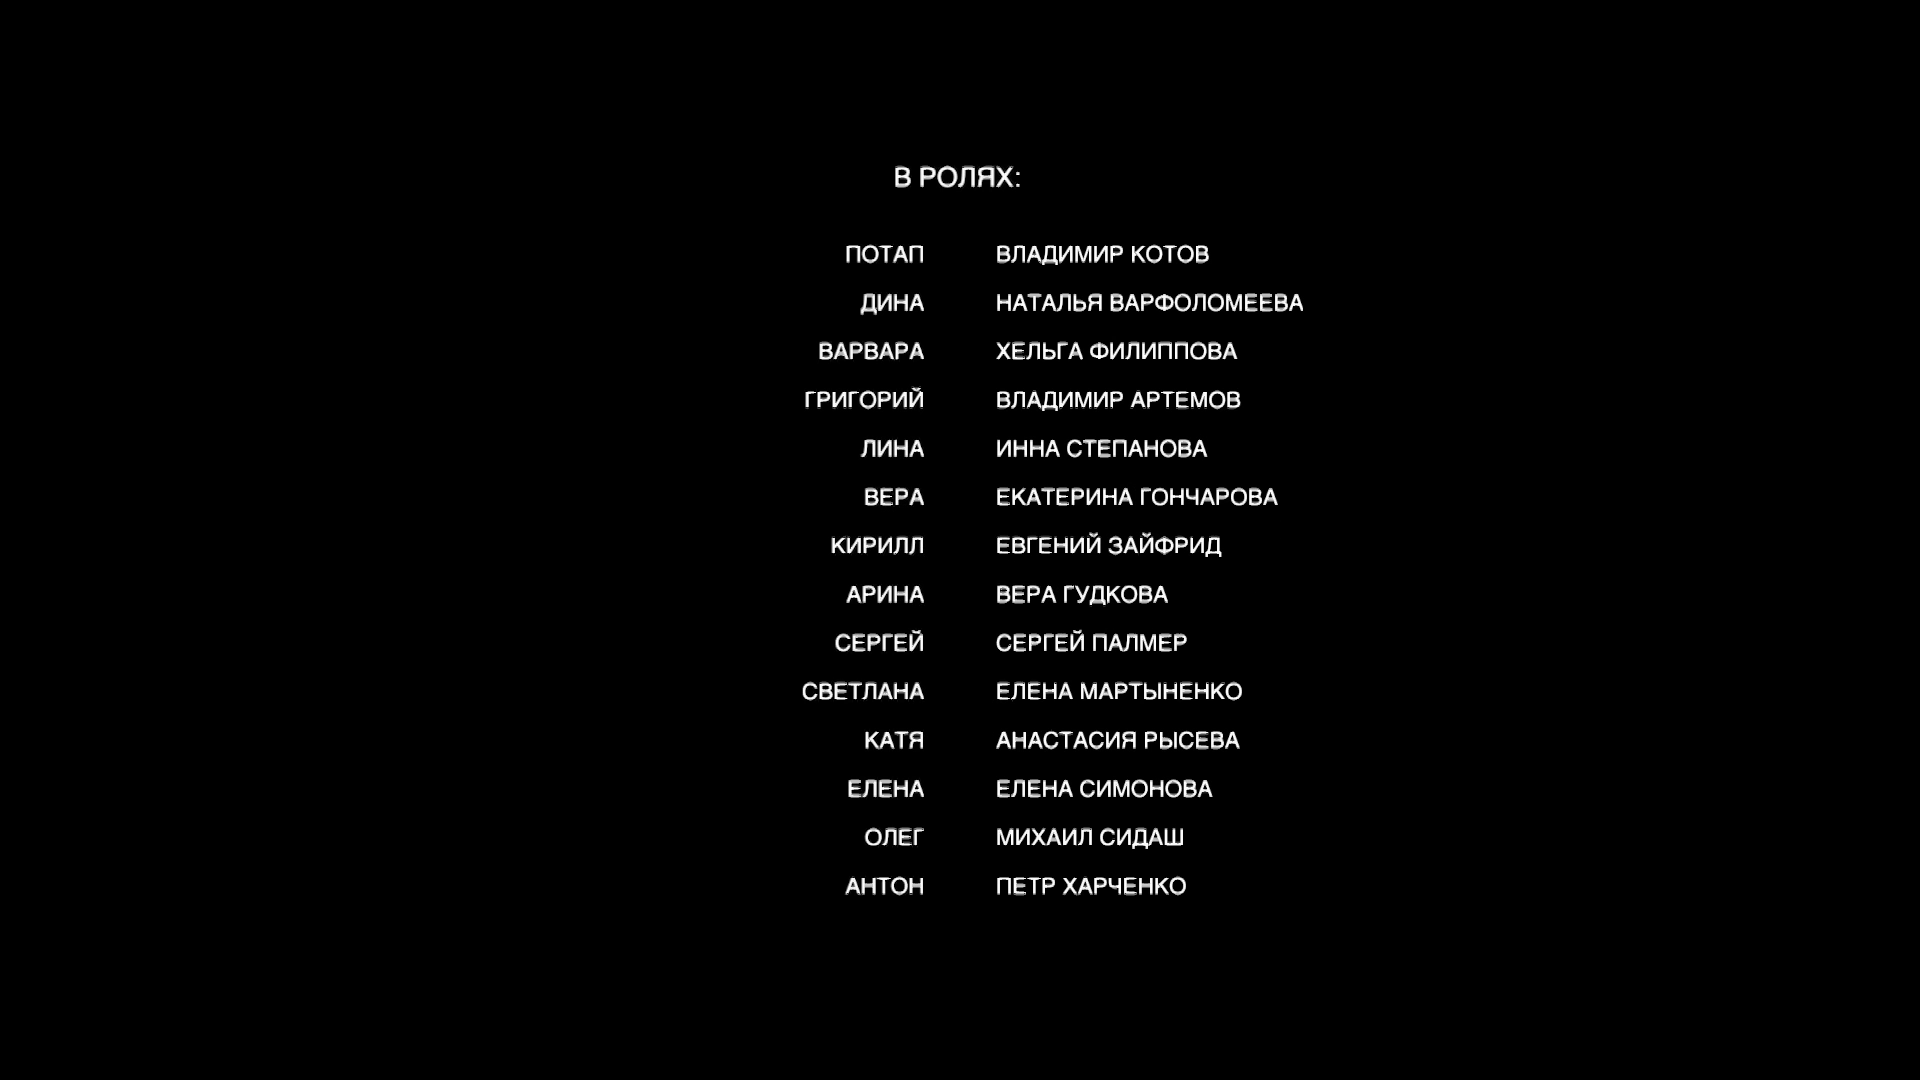 В РОЛЯХ:
ПОТАП ВЛАДИМИР КОТОВ
ДИНА НАТАЛЬЯ ВАРФОЛОМЕЕВА
ВАРВАРА ХЕЛЬГА ФИЛИППОВА
ГРИГОРИЙ ВЛАДИМИР АРТЕМОВ
ЛИНА ИННА СТЕПАНОВА
ВЕРА ЕКАТЕРИНА ГОНЧАРОВА
КИРИЛЛ ЕВГЕНИЙ ЗАЙФРИД
АРИНА ВЕРА ГУДКОВА
СЕРГЕЙ СЕРГЕЙ ПАЛМЕР
СВЕТЛАНА ЕЛЕНА МАРТЫНЕНКО
КАТЯ АНАСТАСИЯ РЫСЕВА
ЕЛЕНА ЕЛЕНА СИМОНОВА
ОЛЕГ МИХАИЛ СИДАШ
АНТОН ПЕТР ХАРЧЕНКО